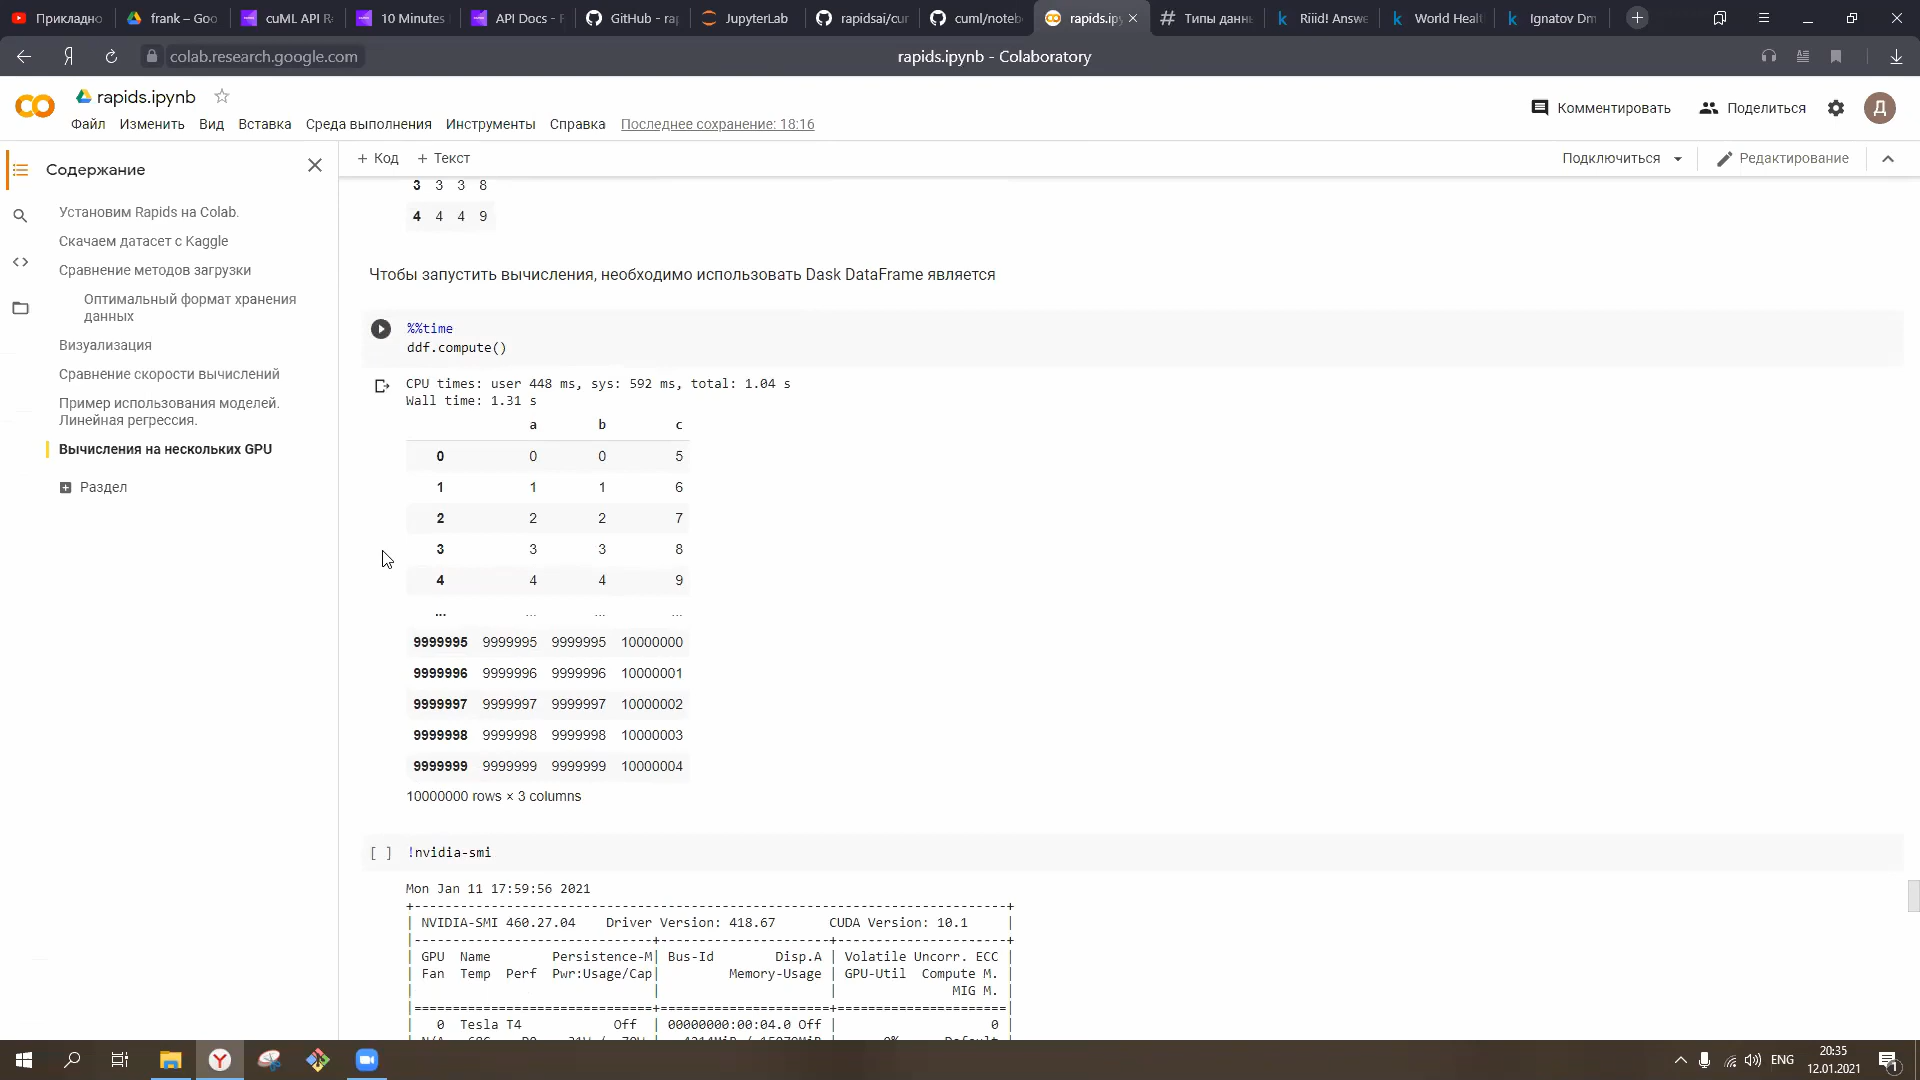 Прикладно
frank – Goo
cuML API R
10 Minutes
API Docs - R
GitHub - rap
JupyterLab
rapidsai/cur
cuml/noteb
rapids.ipy
Типы данн
Riiid! Answe
World Healt
Ignatov Dm
Я
colab.research.google.com
rapids.ipynb - Colaboratory
rapids.ipynb
Комментировать
Поделиться
Д
Файл Изменить Вид Вставка Среда выполнения Инструменты Справка Последнее сохранение: 18:16
Содержание
+ Код + Текст
Подключиться
Редактирование
Установим Rapids на Colab.
Скачаем датасет с Kaggle
Сравнение методов загрузки
Оптимальный формат хранения
данных
Визуализация
Сравнение скорости вычислений
Пример использования моделей.
Линейная регрессия.
Вычисления на нескольких GPU
Раздел
3 3 3 8
4 4 4 9
Чтобы запустить вычисления, необходимо использовать Dask DataFrame является
%%time
ddf.compute()
CPU times: user 448 ms, sys: 592 ms, total: 1.04 s
Wall time: 1.31 s
a b c
0 0 0 5
1 1 1 6
2 2 2 7
3 3 3 8
4 4 4 9
... ... ... ...
9999995 9999995 9999995 10000000
9999996 9999996 9999996 10000001
9999997 9999997 9999997 10000002
9999998 9999998 9999998 10000003
9999999 9999999 9999999 10000004
10000000 rows × 3 columns
[ ] !nvidia-smi
Mon Jan 11 17:59:56 2021
+-----------------------------------------------------------------------------+
| NVIDIA-SMI 460.27.04    Driver Version: 418.67       CUDA Version: 10.1     |
|-------------------------------+----------------------+----------------------+
| GPU  Name        Persistence-M| Bus-Id        Disp.A | Volatile Uncorr. ECC |
| Fan  Temp  Perf  Pwr:Usage/Cap|         Memory-Usage | GPU-Util  Compute M. |
|                               |                      |               MIG M. |
|===============================+======================+======================|
|   0  Tesla T4            Off  | 00000000:00:04.0 Off |                    0 |
ENG
20:35
12.01.2021
1